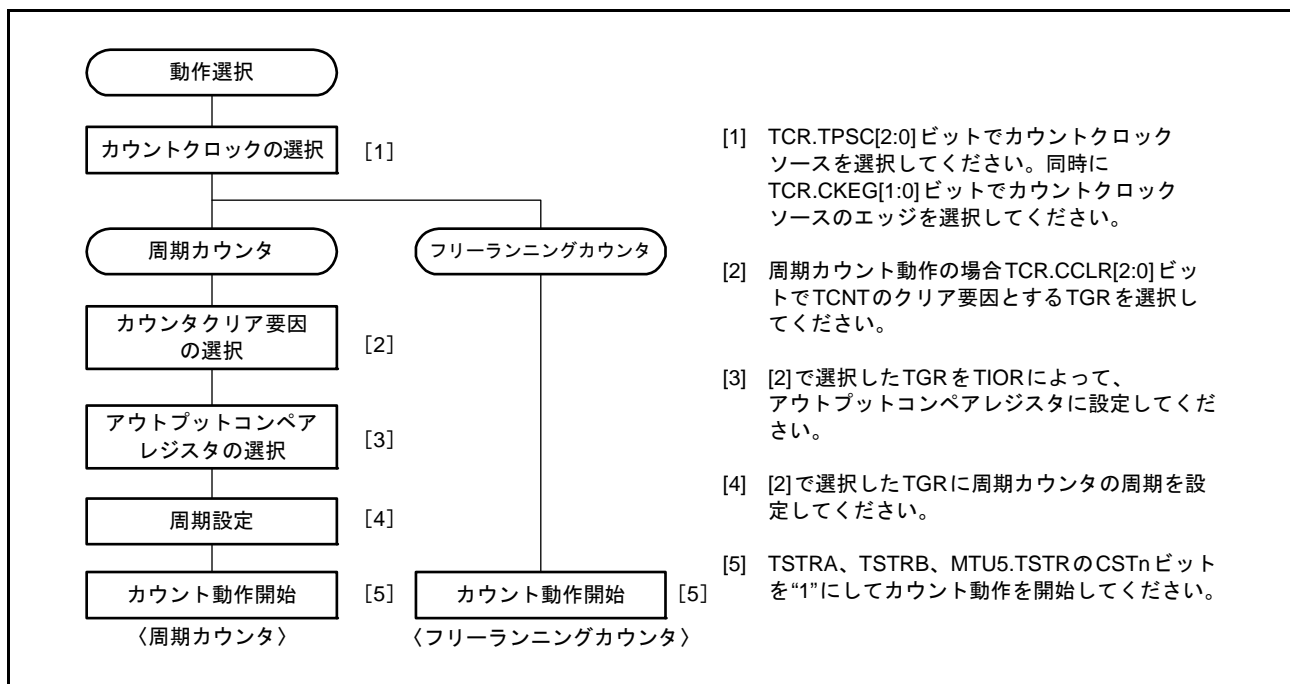 動作選択
カウントクロックの選択 [1]
周期カウンタ
フリーランニングカウンタ
カウンタクリア要因
の選択
[2]
アウトプットコンペア
レジスタの選択
[3]
周期設定 [4]
カウント動作開始 [5]
カウント動作開始 [5]
〈周期カウンタ〉
〈フリーランニングカウンタ〉
[1] TCR.TPSC[2:0]ビットでカウントクロック
ソースを選択してください。同時に
TCR.CKEG[1:0]ビットでカウントクロック
ソースのエッジを選択してください。
[2] 周期カウント動作の場合TCR.CCLR[2:0]ビッ
トでTCNTのクリア要因とするTGRを選択し
てください。
[3] [2]で選択したTGRをTIORによって、
アウトプットコンペアレジスタに設定してくだ
さい。
[4] [2]で選択したTGRに周期カウンタの周期を設
定してください。
[5] TSTRA、TSTRB、MTU5.TSTRのCSTnビット
を“1”にしてカウント動作を開始してください。